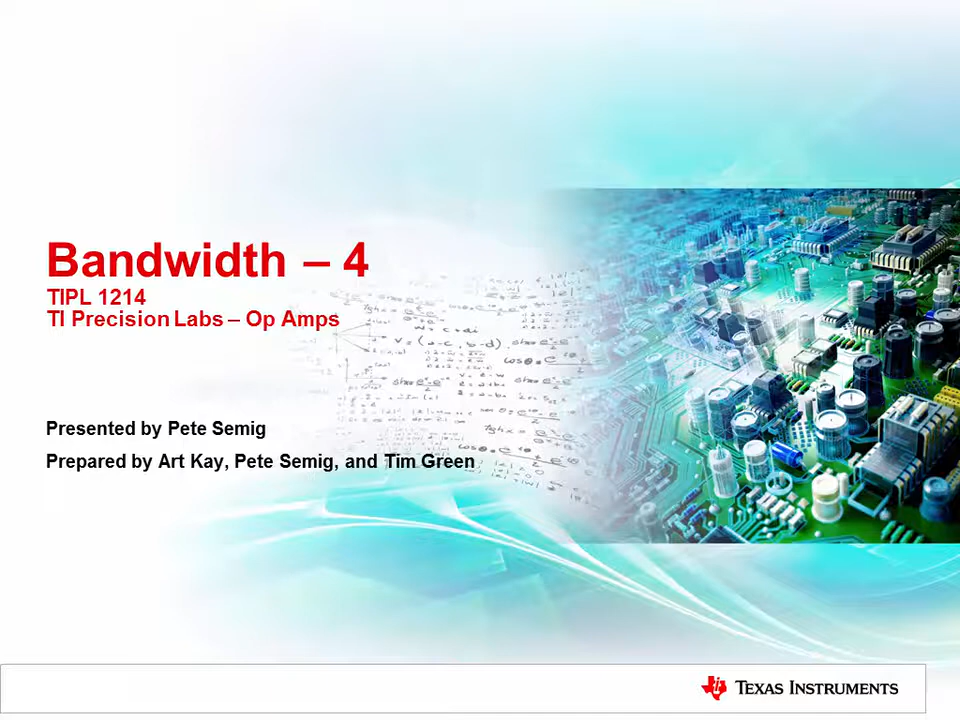 Bandwidth – 4
TIPL 1214
TI Precision Labs – Op Amps
Presented by Pete Semig
Prepared by Art Kay, Pete Semig, and Tim Green
TEXAS INSTRUMENTS